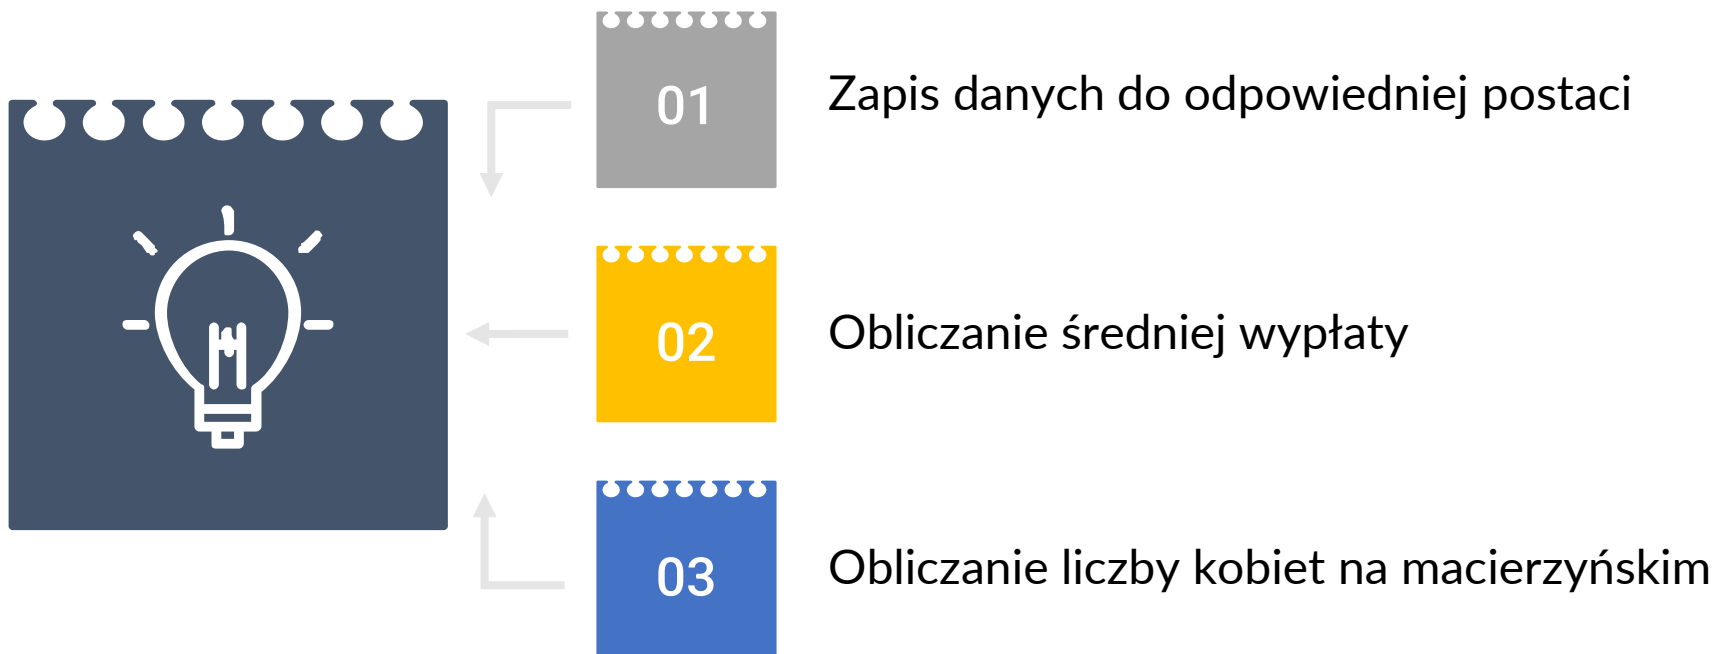 01
Zapis danych do odpowiedniej postaci
02
Obliczanie średniej wypłaty
03
Obliczanie liczby kobiet na macierzyńskim